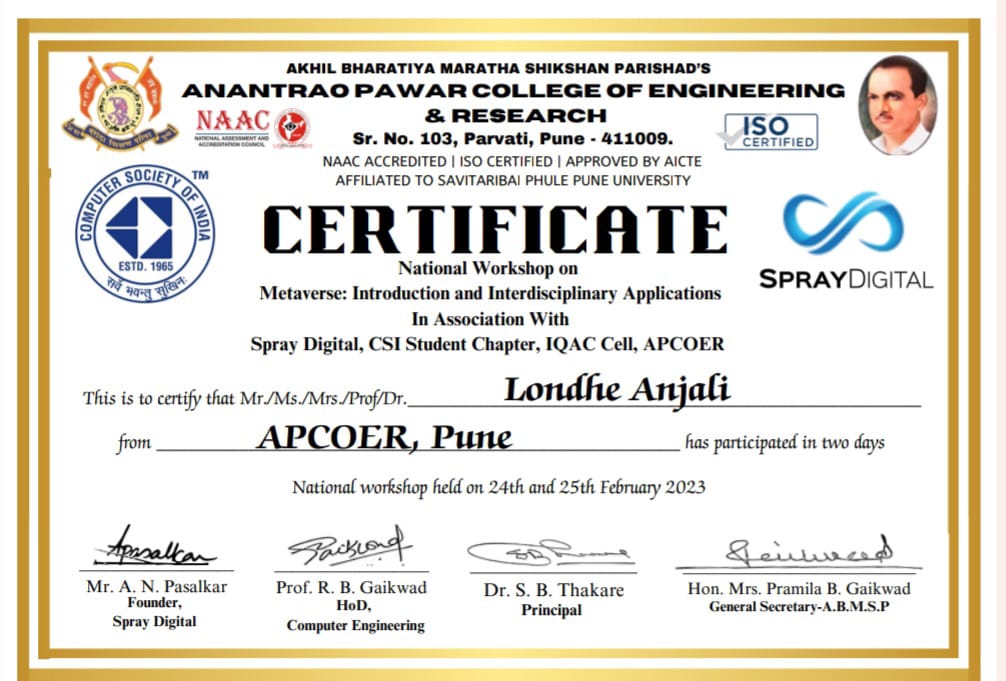 AKHIL BHARATIYA MARATHA SHIKSHAN PARISHAD'S
ANANTRAO PAWAR COLLEGE OF ENGINEERING
& RESEARCH
Sr. No. 103, Parvati, Pune - 411009.
NAAC
NATIONAL ASSESSMENT AND
ACCREDITATION COUNCIL
ISO
CERTIFIED
NAAC ACCREDITED | ISO CERTIFIED | APPROVED BY AICTE
AFFILIATED TO SAVITARIBAI PHULE PUNE UNIVERSITY
COMPUTER SOCIETY OF INDIA
TM
ESTD. 1965
सर्वे भवन्तु सुखिनः
CERTIFICATE
SPRAYDIGITAL
National Workshop on
Metaverse: Introduction and Interdisciplinary Applications
In Association With
Spray Digital, CSI Student Chapter, IQAC Cell, APCOER
This is to certify that Mr./Ms./Mrs./Prof/Dr. Londhe Anjali
from APCOER, Pune has participated in two days
National workshop held on 24th and 25th February 2023
Mr. A. N. Pasalkar
Founder,
Spray Digital
Prof. R. B. Gaikwad
HoD,
Computer Engineering
Dr. S. B. Thakare
Principal
Hon. Mrs. Pramila B. Gaikwad
General Secretary-A.B.M.S.P